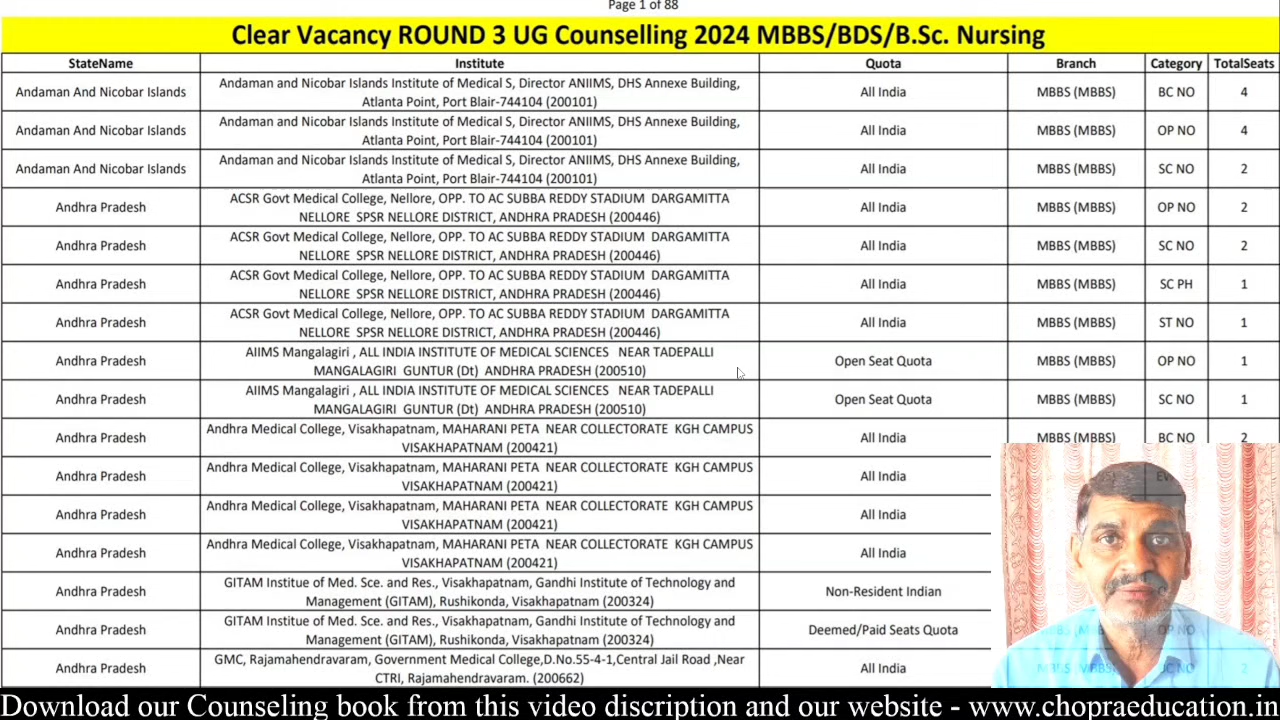 Page 1 of 88
Clear Vacancy ROUND 3 UG Counselling 2024 MBBS/BDS/B.Sc. Nursing
StateName Institute Quota Branch Category TotalSeats
Andaman And Nicobar Islands Andaman and Nicobar Islands Institute of Medical S, Director ANIIMS, DHS Annexe Building, All India MBBS (MBBS) BC NO 4
Atlanta Point, Port Blair-744104 (200101)
Andaman And Nicobar Islands Andaman and Nicobar Islands Institute of Medical S, Director ANIIMS, DHS Annexe Building, All India MBBS (MBBS) OP NO 4
Atlanta Point, Port Blair-744104 (200101)
Andaman And Nicobar Islands Andaman and Nicobar Islands Institute of Medical S, Director ANIIMS, DHS Annexe Building, All India MBBS (MBBS) SC NO 2
Atlanta Point, Port Blair-744104 (200101)
Andhra Pradesh ACSR Govt Medical College, Nellore, OPP. TO AC SUBBA REDDY STADIUM DARGAMITTA All India MBBS (MBBS) OP NO 2
NELLORE SPSR NELLORE DISTRICT, ANDHRA PRADESH (200446)
Andhra Pradesh ACSR Govt Medical College, Nellore, OPP. TO AC SUBBA REDDY STADIUM DARGAMITTA All India MBBS (MBBS) SC NO 2
NELLORE SPSR NELLORE DISTRICT, ANDHRA PRADESH (200446)
Andhra Pradesh ACSR Govt Medical College, Nellore, OPP. TO AC SUBBA REDDY STADIUM DARGAMITTA All India MBBS (MBBS) SC PH 1
NELLORE SPSR NELLORE DISTRICT, ANDHRA PRADESH (200446)
Andhra Pradesh ACSR Govt Medical College, Nellore, OPP. TO AC SUBBA REDDY STADIUM DARGAMITTA All India MBBS (MBBS) ST NO 1
NELLORE SPSR NELLORE DISTRICT, ANDHRA PRADESH (200446)
Andhra Pradesh AIIMS Mangalagiri , ALL INDIA INSTITUTE OF MEDICAL SCIENCES NEAR TADEPALLI Open Seat Quota MBBS (MBBS) OP NO 1
MANGALAGIRI GUNTUR (Dt) ANDHRA PRADESH (200510)
Andhra Pradesh AIIMS Mangalagiri , ALL INDIA INSTITUTE OF MEDICAL SCIENCES NEAR TADEPALLI Open Seat Quota MBBS (MBBS) SC NO 1
MANGALAGIRI GUNTUR (Dt) ANDHRA PRADESH (200510)
Andhra Pradesh Andhra Medical College, Visakhapatnam, MAHARANI PETA NEAR COLLECTORATE KGH CAMPUS All India MBBS (MBBS) BC NO 2
VISAKHAPATNAM (200421)
Andhra Pradesh Andhra Medical College, Visakhapatnam, MAHARANI PETA NEAR COLLECTORATE KGH CAMPUS All India
VISAKHAPATNAM (200421)
Andhra Pradesh Andhra Medical College, Visakhapatnam, MAHARANI PETA NEAR COLLECTORATE KGH CAMPUS All India
VISAKHAPATNAM (200421)
Andhra Pradesh Andhra Medical College, Visakhapatnam, MAHARANI PETA NEAR COLLECTORATE KGH CAMPUS All India
VISAKHAPATNAM (200421)
Andhra Pradesh GITAM Institue of Med. Sce. and Res., Visakhapatnam, Gandhi Institute of Technology and Non-Resident Indian
Management (GITAM), Rushikonda, Visakhapatnam (200324)
Andhra Pradesh GITAM Institue of Med. Sce. and Res., Visakhapatnam, Gandhi Institute of Technology and Deemed/Paid Seats Quota OP NO
Management (GITAM), Rushikonda, Visakhapatnam (200324)
Andhra Pradesh GMC, Rajamahendravaram, Government Medical College,D.No.55-4-1,Central Jail Road ,Near All India 2
CTRI, Rajamahendravaram. (200662)
Download our Counseling book from this video discription and our website - www.chopraeducation.in